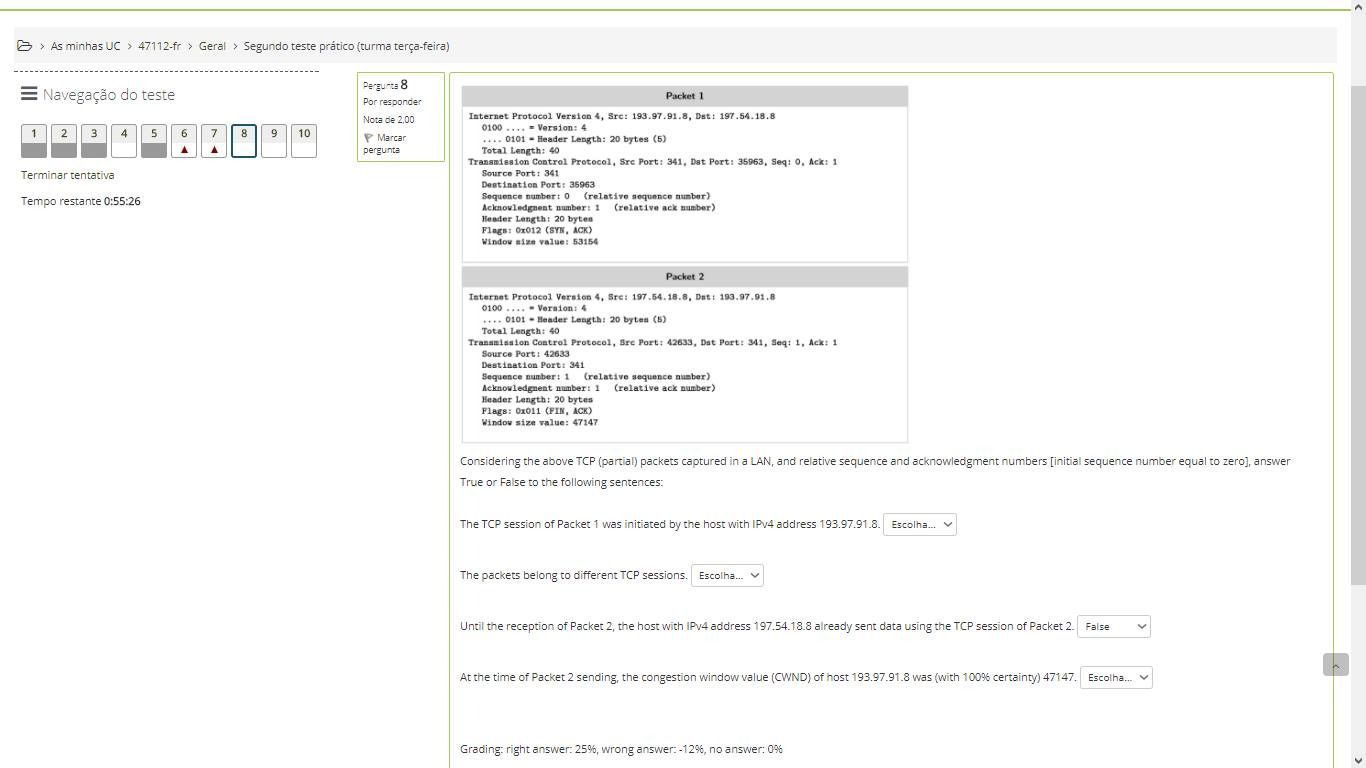 As minhas UC > 47112-fr > Geral > Segundo teste prático (turma terça-feira)
Navegação do teste
1 2 3 4 5 6 7 8 9 10
Terminar tentativa
Tempo restante 0:55:26
Pergunta 8
Por responder
Nota de 2,00
Marcar
pergunta
Packet 1
Internet Protocol Version 4, Src: 193.97.91.8, Dst: 197.54.18.8
0100 .... = Version: 4
.... 0101 = Header Length: 20 bytes (5)
Total Length: 40
Transmission Control Protocol, Src Port: 341, Dst Port: 35963, Seq: 0, Ack: 1
Source Port: 341
Destination Port: 35963
Sequence number: 0 (relative sequence number)
Acknowledgment number: 1 (relative ack number)
Header Length: 20 bytes
Flags: 0x012 (SYN, ACK)
Window size value: 53154
Packet 2
Internet Protocol Version 4, Src: 197.54.18.8, Dst: 193.97.91.8
0100 .... = Version: 4
.... 0101 = Header Length: 20 bytes (5)
Total Length: 40
Transmission Control Protocol, Src Port: 42633, Dst Port: 341, Seq: 1, Ack: 1
Source Port: 42633
Destination Port: 341
Sequence number: 1 (relative sequence number)
Acknowledgment number: 1 (relative ack number)
Header Length: 20 bytes
Flags: 0x011 (FIN, ACK)
Window size value: 47147
Considering the above TCP (partial) packets captured in a LAN, and relative sequence and acknowledgment numbers [initial sequence number equal to zero], answer
True or False to the following sentences:
The TCP session of Packet 1 was initiated by the host with IPv4 address 193.97.91.8. Escolha...
The packets belong to different TCP sessions. Escolha...
Until the reception of Packet 2, the host with IPv4 address 197.54.18.8 already sent data using the TCP session of Packet 2. False
At the time of Packet 2 sending, the congestion window value (CWND) of host 193.97.91.8 was (with 100% certainty) 47147. Escolha...
Grading: right answer: 25%, wrong answer: -12%, no answer: 0%